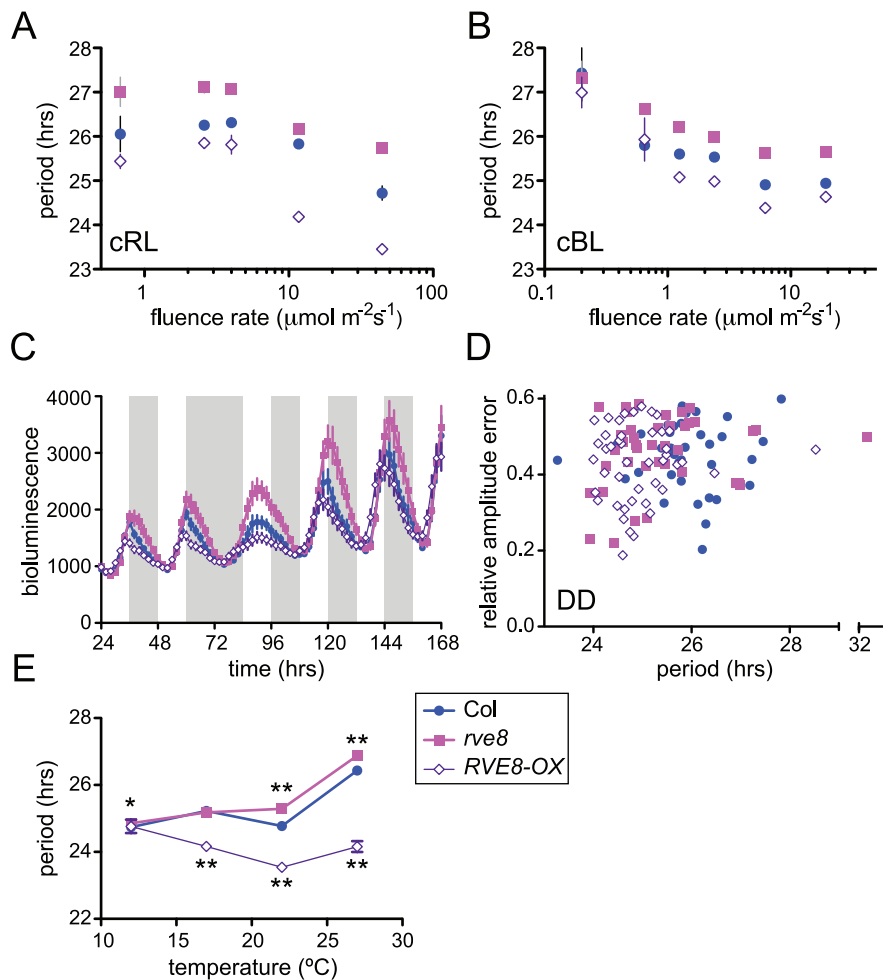 A
28
27
26
25
24
23
period (hrs)
cRL
1
10
100
fluence rate (μmol m⁻²s⁻¹)
B
28
27
26
25
24
23
period (hrs)
cBL
0.1
1
10
fluence rate (μmol m⁻²s⁻¹)
C
4000
3000
2000
1000
0
bioluminescence
24
48
72
96
120
144
168
time (hrs)
D
0.6
0.4
0.2
0.0
relative amplitude error
DD
24
26
28
32
period (hrs)
E
28
26
24
22
period (hrs)
*
**
**
**
**
**
10
15
20
25
30
temperature (ºC)
Col
rve8
RVE8-OX